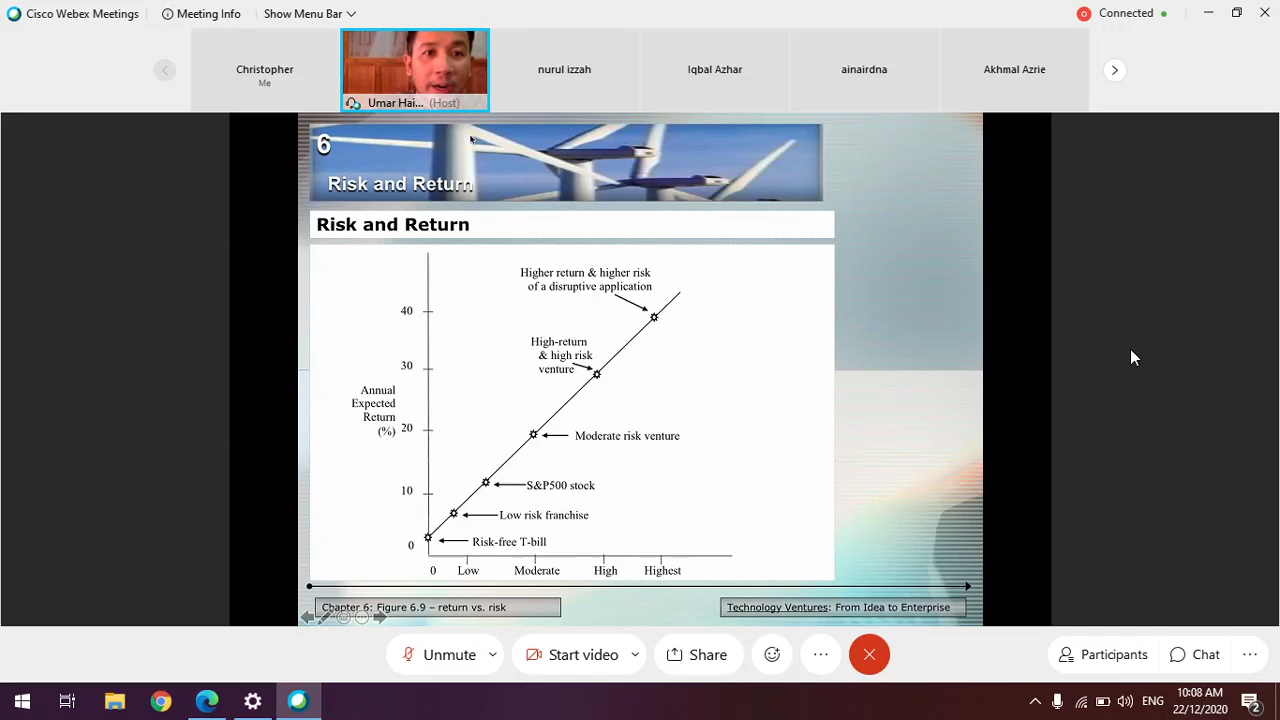 Cisco Webex Meetings
Meeting Info
Show Menu Bar
Connected
Christopher
Me
Umar Hai... (Host)
nurul izzah
Iqbal Azhar
ainairdna
Akhmal Azrie
6
Risk and Return
Risk and Return
Higher return & higher risk
of a disruptive application
40
High-return
& high risk
venture
30
Annual
Expected
Return
(%)
20
Moderate risk venture
10
S&P500 stock
Low risk franchise
0
Risk-free T-bill
0 Low Moderate High Highest
Chapter 6: Figure 6.9 – return vs. risk
Technology Ventures: From Idea to Enterprise
Unmute
Start video
Share
Participants
Chat
ENG
10:08 AM
22/12/2020
2